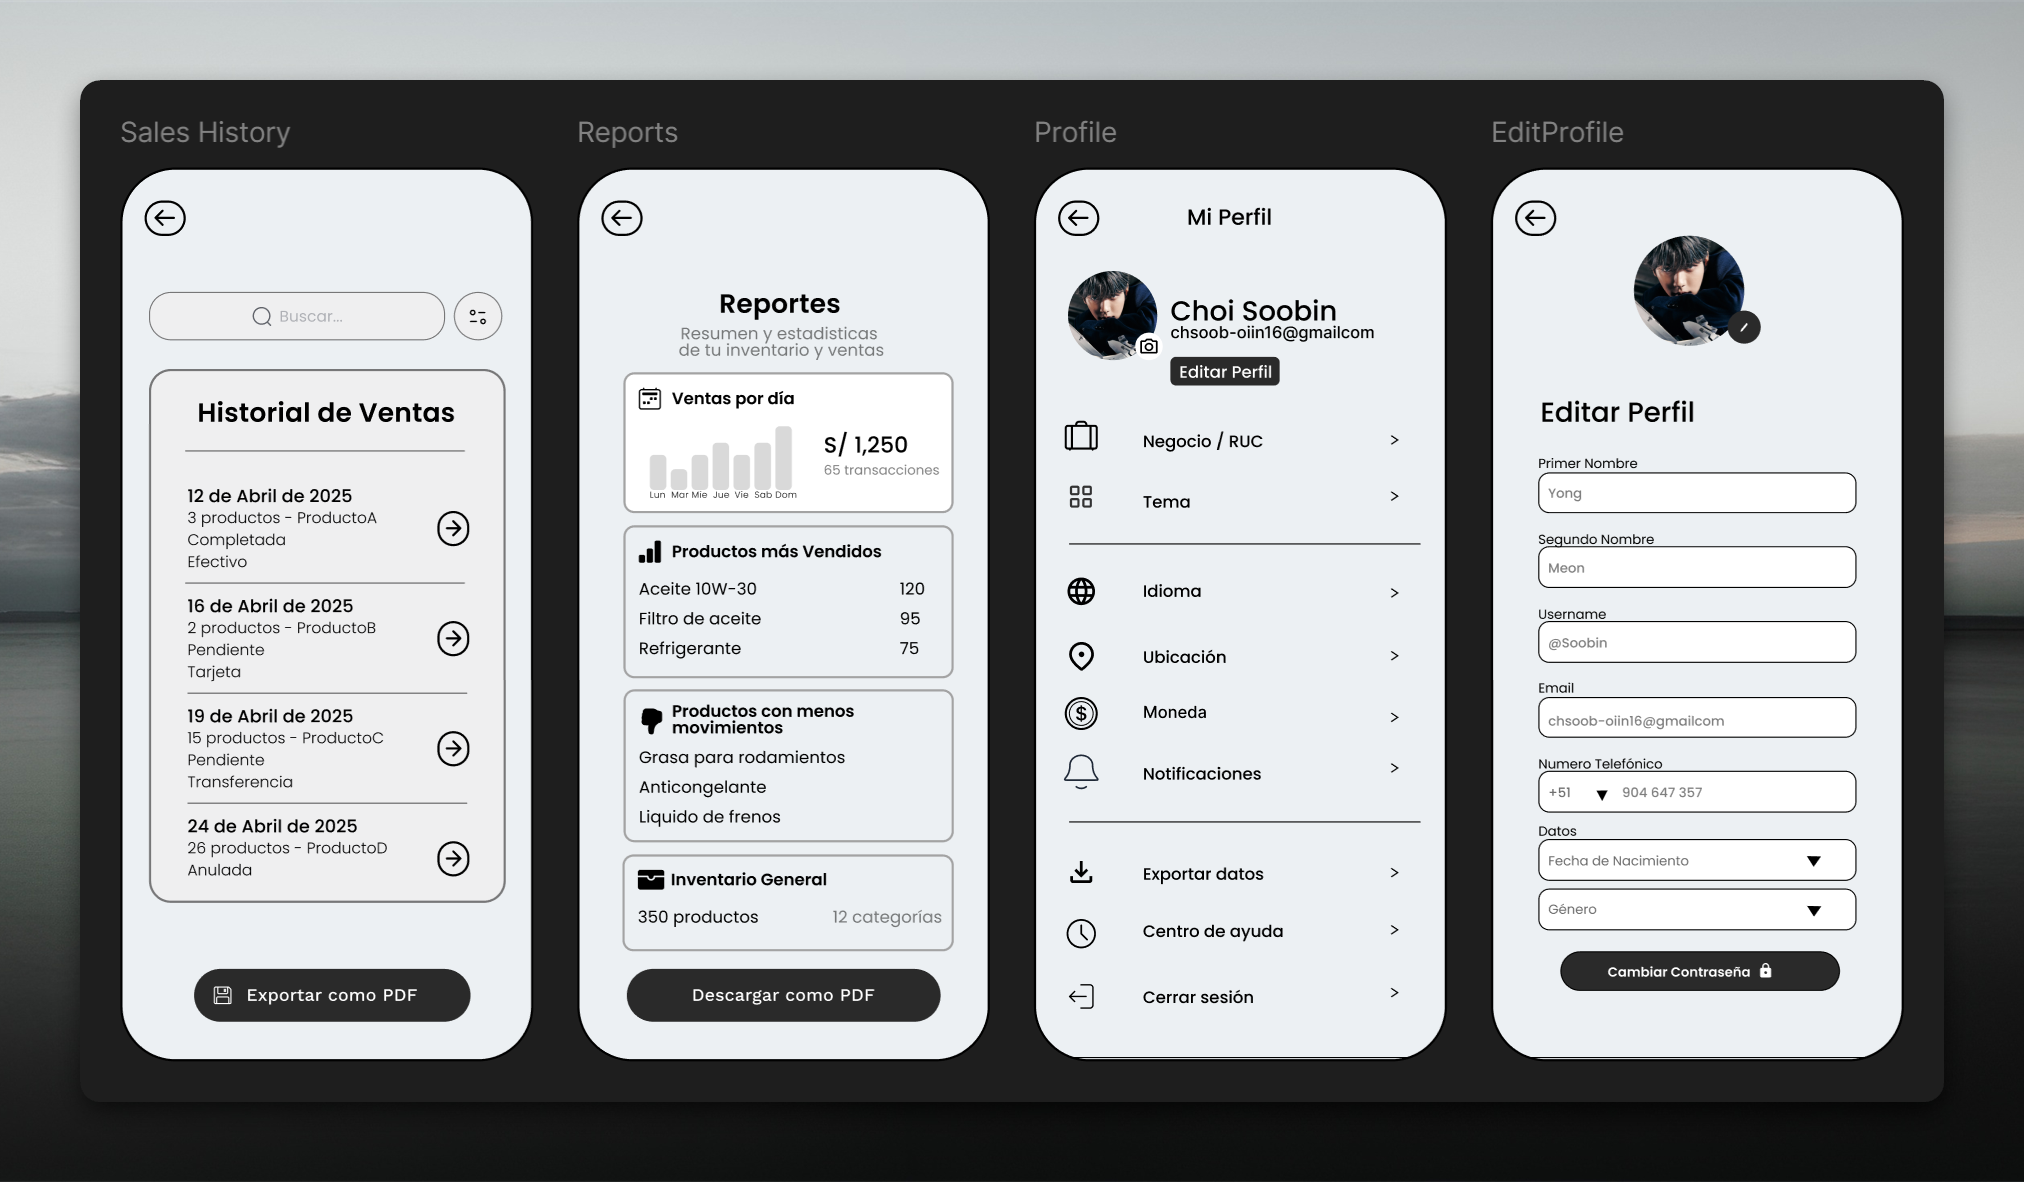 Sales History
Buscar...
Historial de Ventas
12 de Abril de 2025
3 productos - ProductoA
Completada
Efectivo
16 de Abril de 2025
2 productos - ProductoB
Pendiente
Tarjeta
19 de Abril de 2025
15 productos - ProductoC
Pendiente
Transferencia
24 de Abril de 2025
26 productos - ProductoD
Anulada
Exportar como PDF
Reports
Reportes
Resumen y estadisticas
de tu inventario y ventas
Ventas por día
S/ 1,250
65 transacciones
Lun Mar Mie Jue Vie Sab Dom
Productos más Vendidos
Aceite 10W-30 120
Filtro de aceite 95
Refrigerante 75
Productos con menos
movimientos
Grasa para rodamientos
Anticongelante
Liquido de frenos
Inventario General
350 productos 12 categorías
Descargar como PDF
Profile
Mi Perfil
Choi Soobin
chsoob-oiin16@gmailcom
Editar Perfil
Negocio / RUC >
Tema >
Idioma >
Ubicación >
Moneda >
Notificaciones >
Exportar datos >
Centro de ayuda >
Cerrar sesión >
EditProfile
Editar Perfil
Primer Nombre
Yong
Segundo Nombre
Meon
Username
@Soobin
Email
chsoob-oiin16@gmailcom
Numero Telefónico
+51 904 647 357
Datos
Fecha de Nacimiento
Género
Cambiar Contraseña